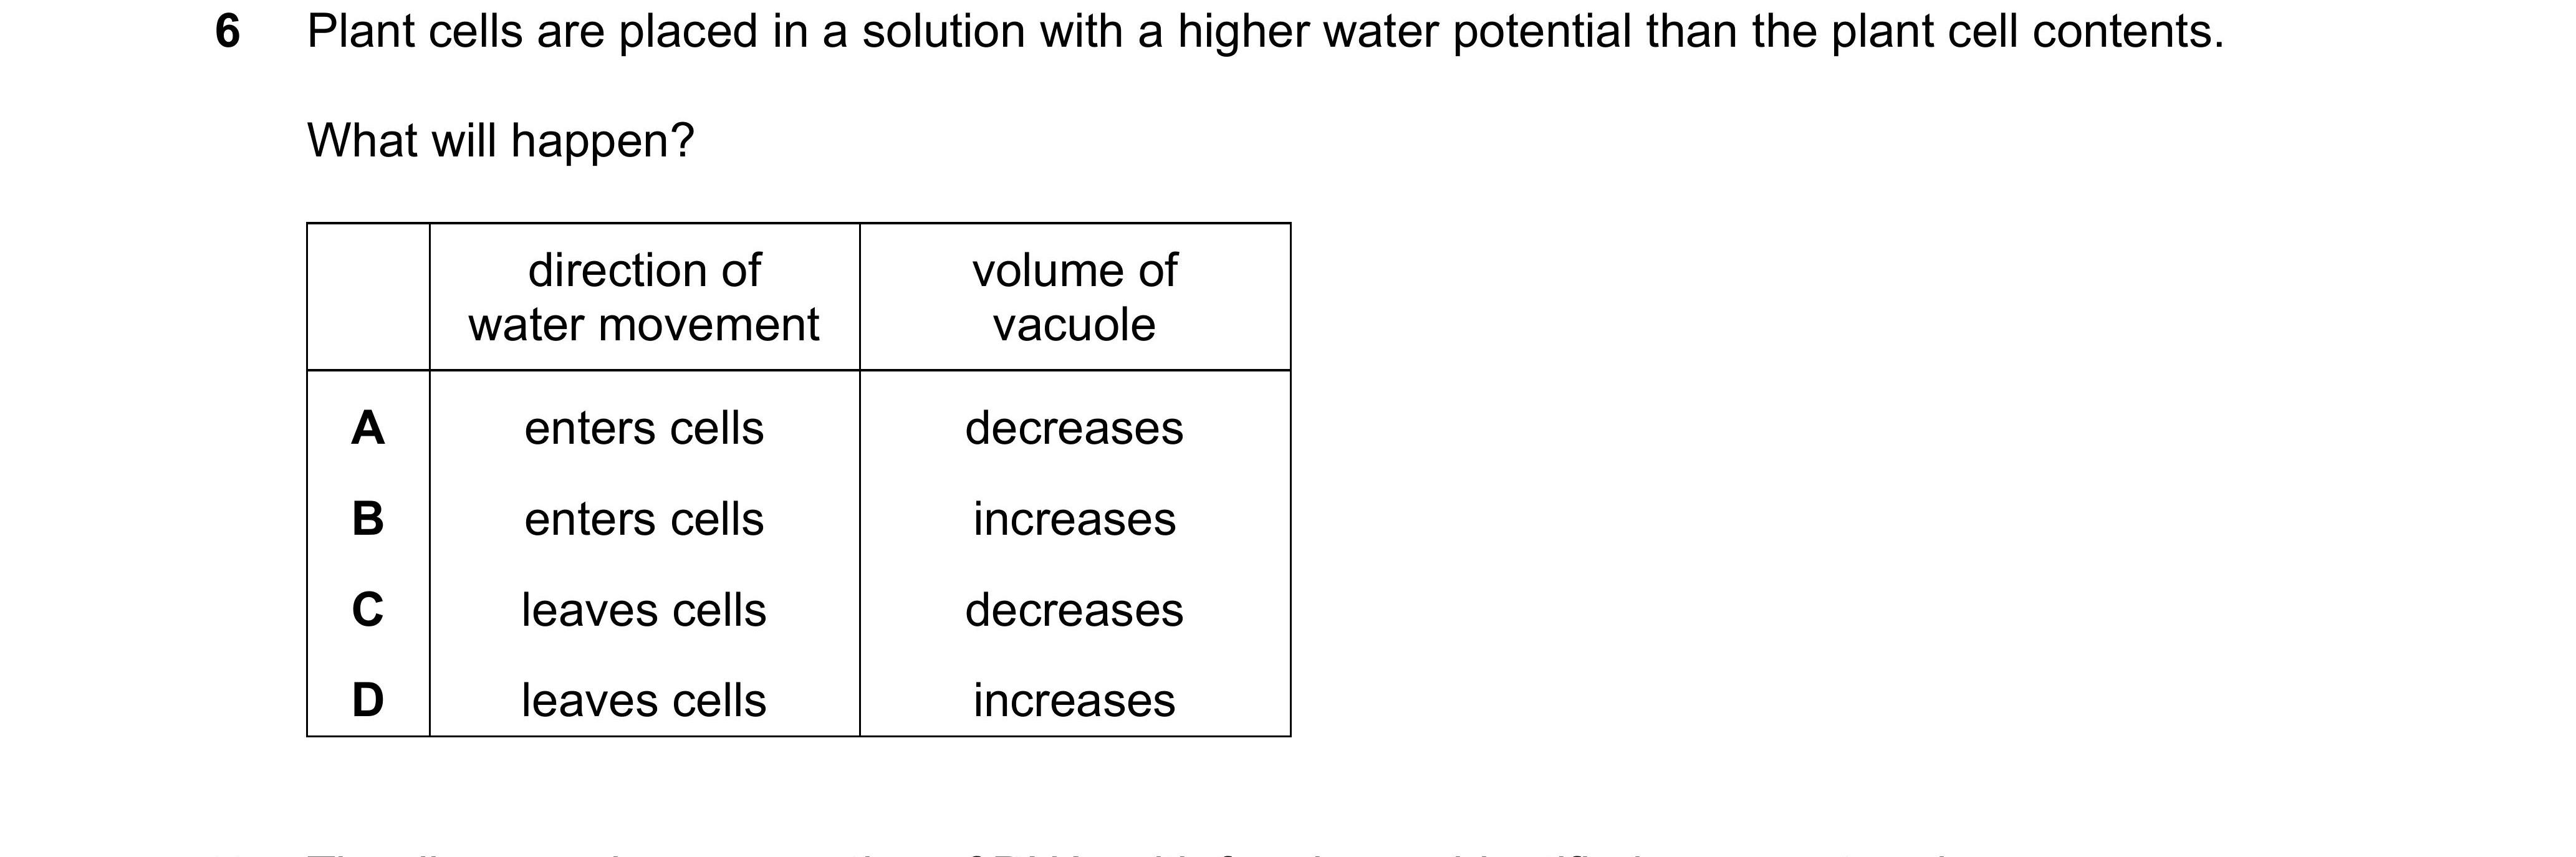 6 Plant cells are placed in a solution with a higher water potential than the plant cell contents.
What will happen?
direction of water movement volume of vacuole
A enters cells decreases
B enters cells increases
C leaves cells decreases
D leaves cells increases